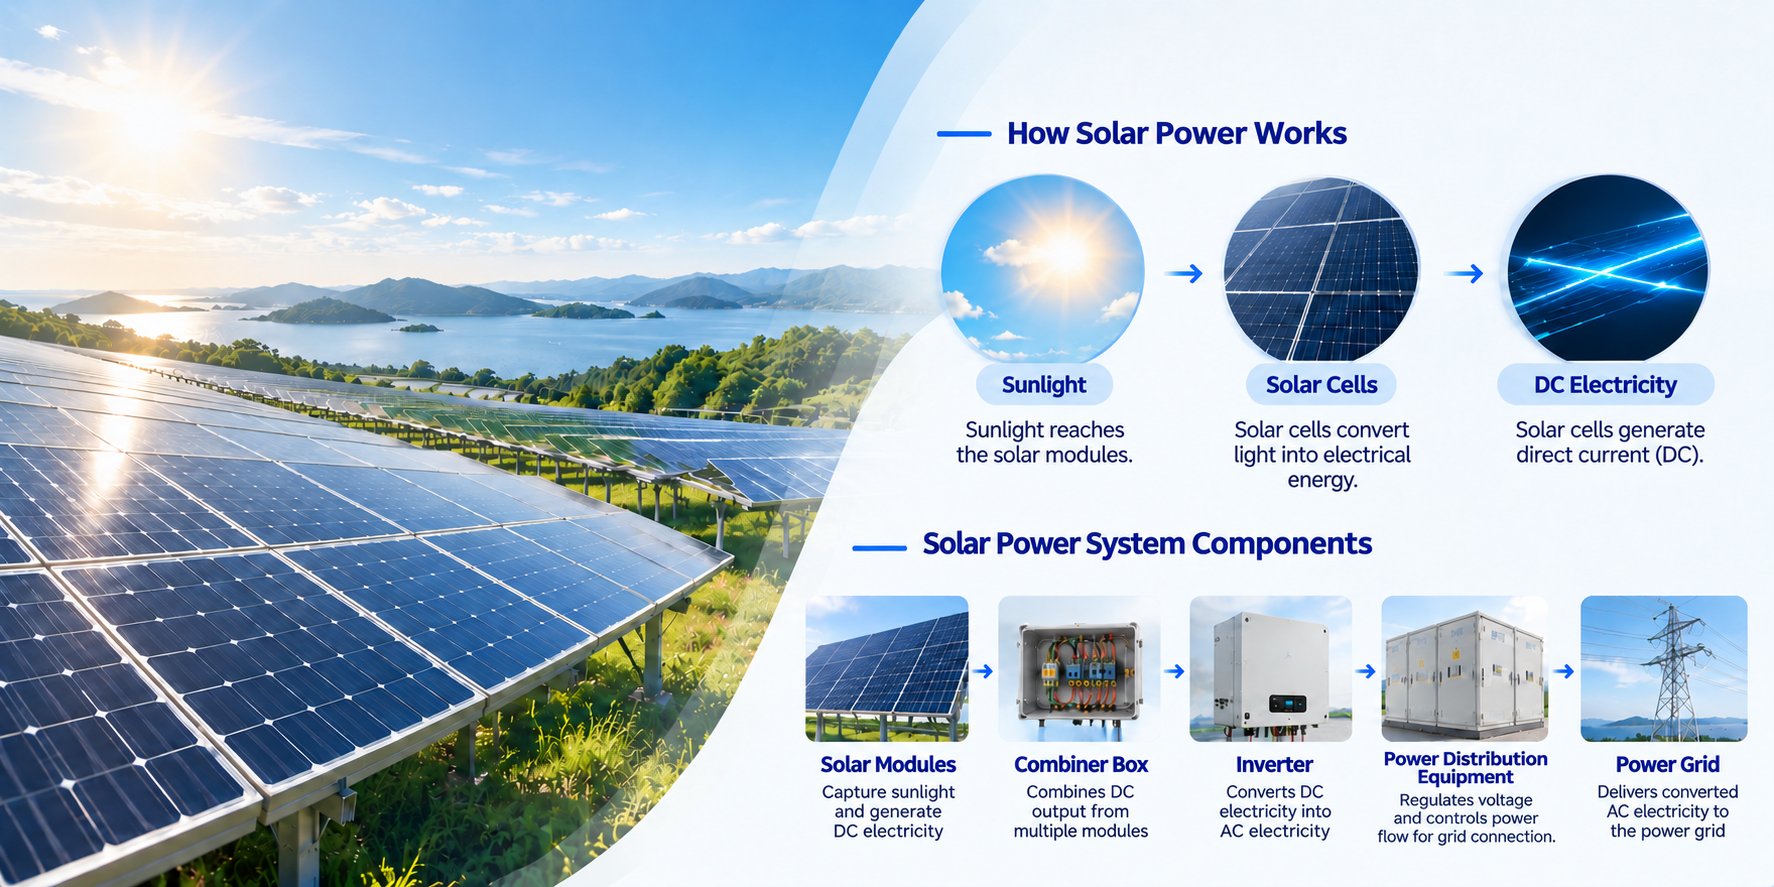 How Solar Power Works
Sunlight
Sunlight reaches
the solar modules.
Solar Cells
Solar cells convert
light into electrical
energy.
DC Electricity
Solar cells generate
direct current (DC).
Solar Power System Components
Solar Modules
Capture sunlight
and generate
DC electricity
Combiner Box
Combines DC
output from
multiple modules
Inverter
Converts DC
electricity into
AC electricity
Power Distribution
Equipment
Regulates voltage
and controls power
flow for grid connection.
Power Grid
Delivers converted
AC electricity to
the power grid